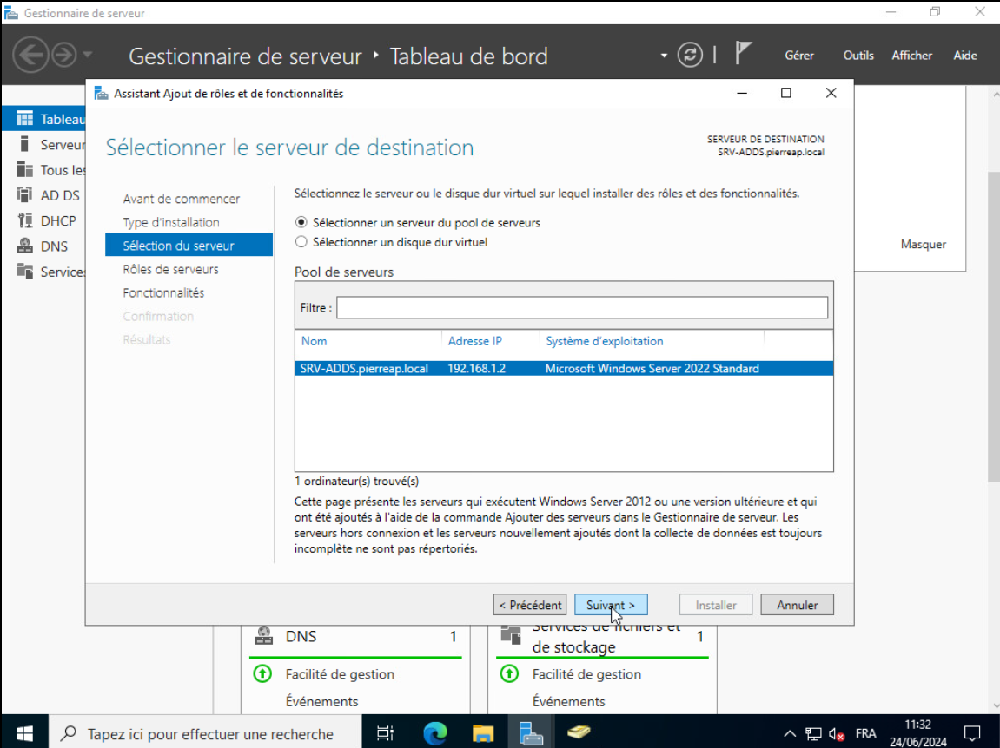 Gestionnaire de serveur
Gestionnaire de serveur ‣ Tableau de bord
Gérer Outils Afficher Aide
Assistant Ajout de rôles et de fonctionnalités
Tableau
Serveur
Tous les
AD DS
DHCP
DNS
Services
Sélectionner le serveur de destination
SERVEUR DE DESTINATION
SRV-ADDS.pierreap.local
Avant de commencer
Type d'installation
Sélection du serveur
Rôles de serveurs
Fonctionnalités
Confirmation
Résultats
Sélectionnez le serveur ou le disque dur virtuel sur lequel installer des rôles et des fonctionnalités.
Sélectionner un serveur du pool de serveurs
Sélectionner un disque dur virtuel
Pool de serveurs
Filtre :
Nom Adresse IP Système d'exploitation
SRV-ADDS.pierreap.local 192.168.1.2 Microsoft Windows Server 2022 Standard
1 ordinateur(s) trouvé(s)
Cette page présente les serveurs qui exécutent Windows Server 2012 ou une version ultérieure et qui
ont été ajoutés à l'aide de la commande Ajouter des serveurs dans le Gestionnaire de serveur. Les
serveurs hors connexion et les serveurs nouvellement ajoutés dont la collecte de données est toujours
incomplète ne sont pas répertoriés.
< Précédent Suivant > Installer Annuler
Masquer
DNS 1
Facilité de gestion
Événements
Services de fichiers et
de stockage 1
Facilité de gestion
Événements
Tapez ici pour effectuer une recherche
FRA
11:32
24/06/2024